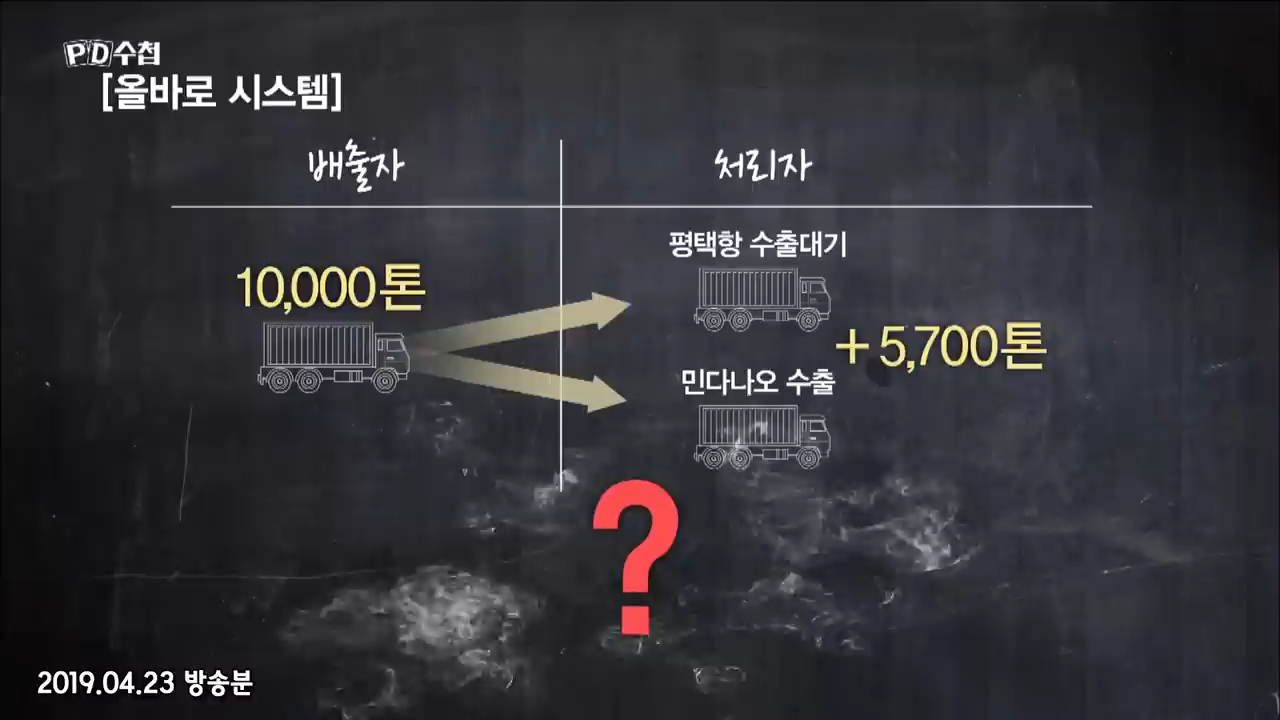 PD수첩
[올바로 시스템]
배출자
처리자
10,000톤
평택항 수출대기
+5,700톤
민다나오 수출
?
2019.04.23 방송분